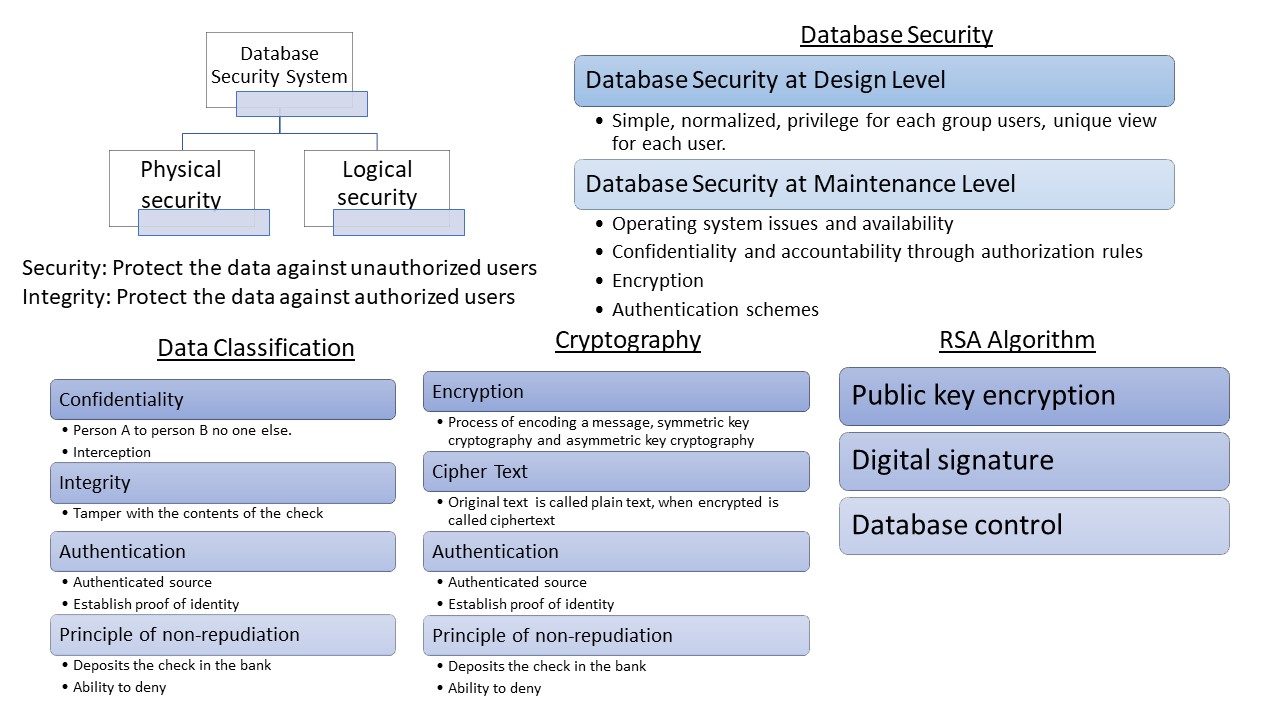 Database
Security System
Physical
security
Logical
security
Security: Protect the data against unauthorized users
Integrity: Protect the data against authorized users
Database Security
Database Security at Design Level
• Simple, normalized, privilege for each group users, unique view
for each user.
Database Security at Maintenance Level
• Operating system issues and availability
• Confidentiality and accountability through authorization rules
• Encryption
• Authentication schemes
Data Classification
Confidentiality
• Person A to person B no one else.
• Interception
Integrity
• Tamper with the contents of the check
Authentication
• Authenticated source
• Establish proof of identity
Principle of non-repudiation
• Deposits the check in the bank
• Ability to deny
Cryptography
Encryption
• Process of encoding a message, symmetric key
cryptography and asymmetric key cryptography
Cipher Text
• Original text is called plain text, when encrypted is
called ciphertext
Authentication
• Authenticated source
• Establish proof of identity
Principle of non-repudiation
• Deposits the check in the bank
• Ability to deny
RSA Algorithm
Public key encryption
Digital signature
Database control